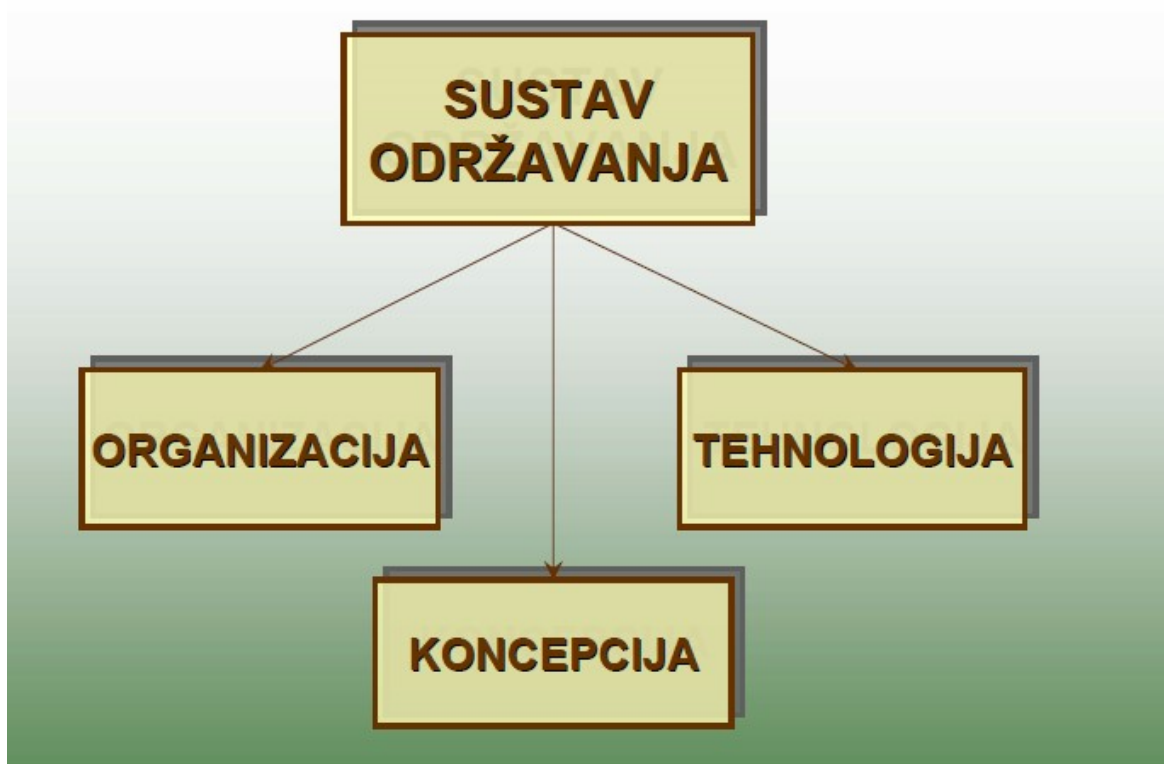 SUSTAV
ODRŽAVANJA
ORGANIZACIJA
TEHNOLOGIJA
KONCEPCIJA